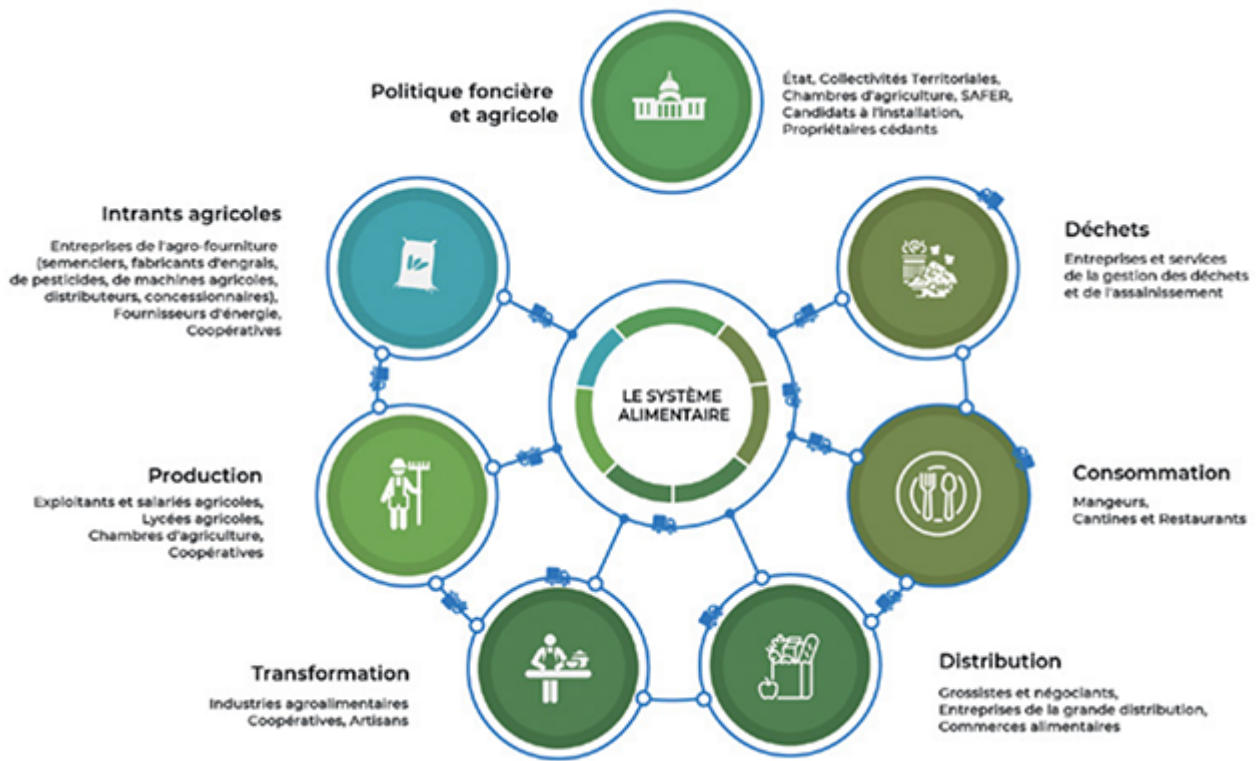 Politique foncière
et agricole
État, Collectivités Territoriales,
Chambres d'agriculture, SAFER,
Candidats à l'installation,
Propriétaires cédants
Intrants agricoles
Entreprises de l'agro-fourniture
(semenciers, fabricants d'engrais,
de pesticides, de machines agricoles,
distributeurs, concessionnaires),
Fournisseurs d'énergie,
Coopératives
Déchets
Entreprises et services
de la gestion des déchets
et de l'assainissement
LE SYSTÈME
ALIMENTAIRE
Production
Exploitants et salariés agricoles,
Lycées agricoles,
Chambres d'agriculture,
Coopératives
Consommation
Mangeurs,
Cantines et Restaurants
Transformation
Industries agroalimentaires
Coopératives, Artisans
Distribution
Grossistes et négociants,
Entreprises de la grande distribution,
Commerces alimentaires